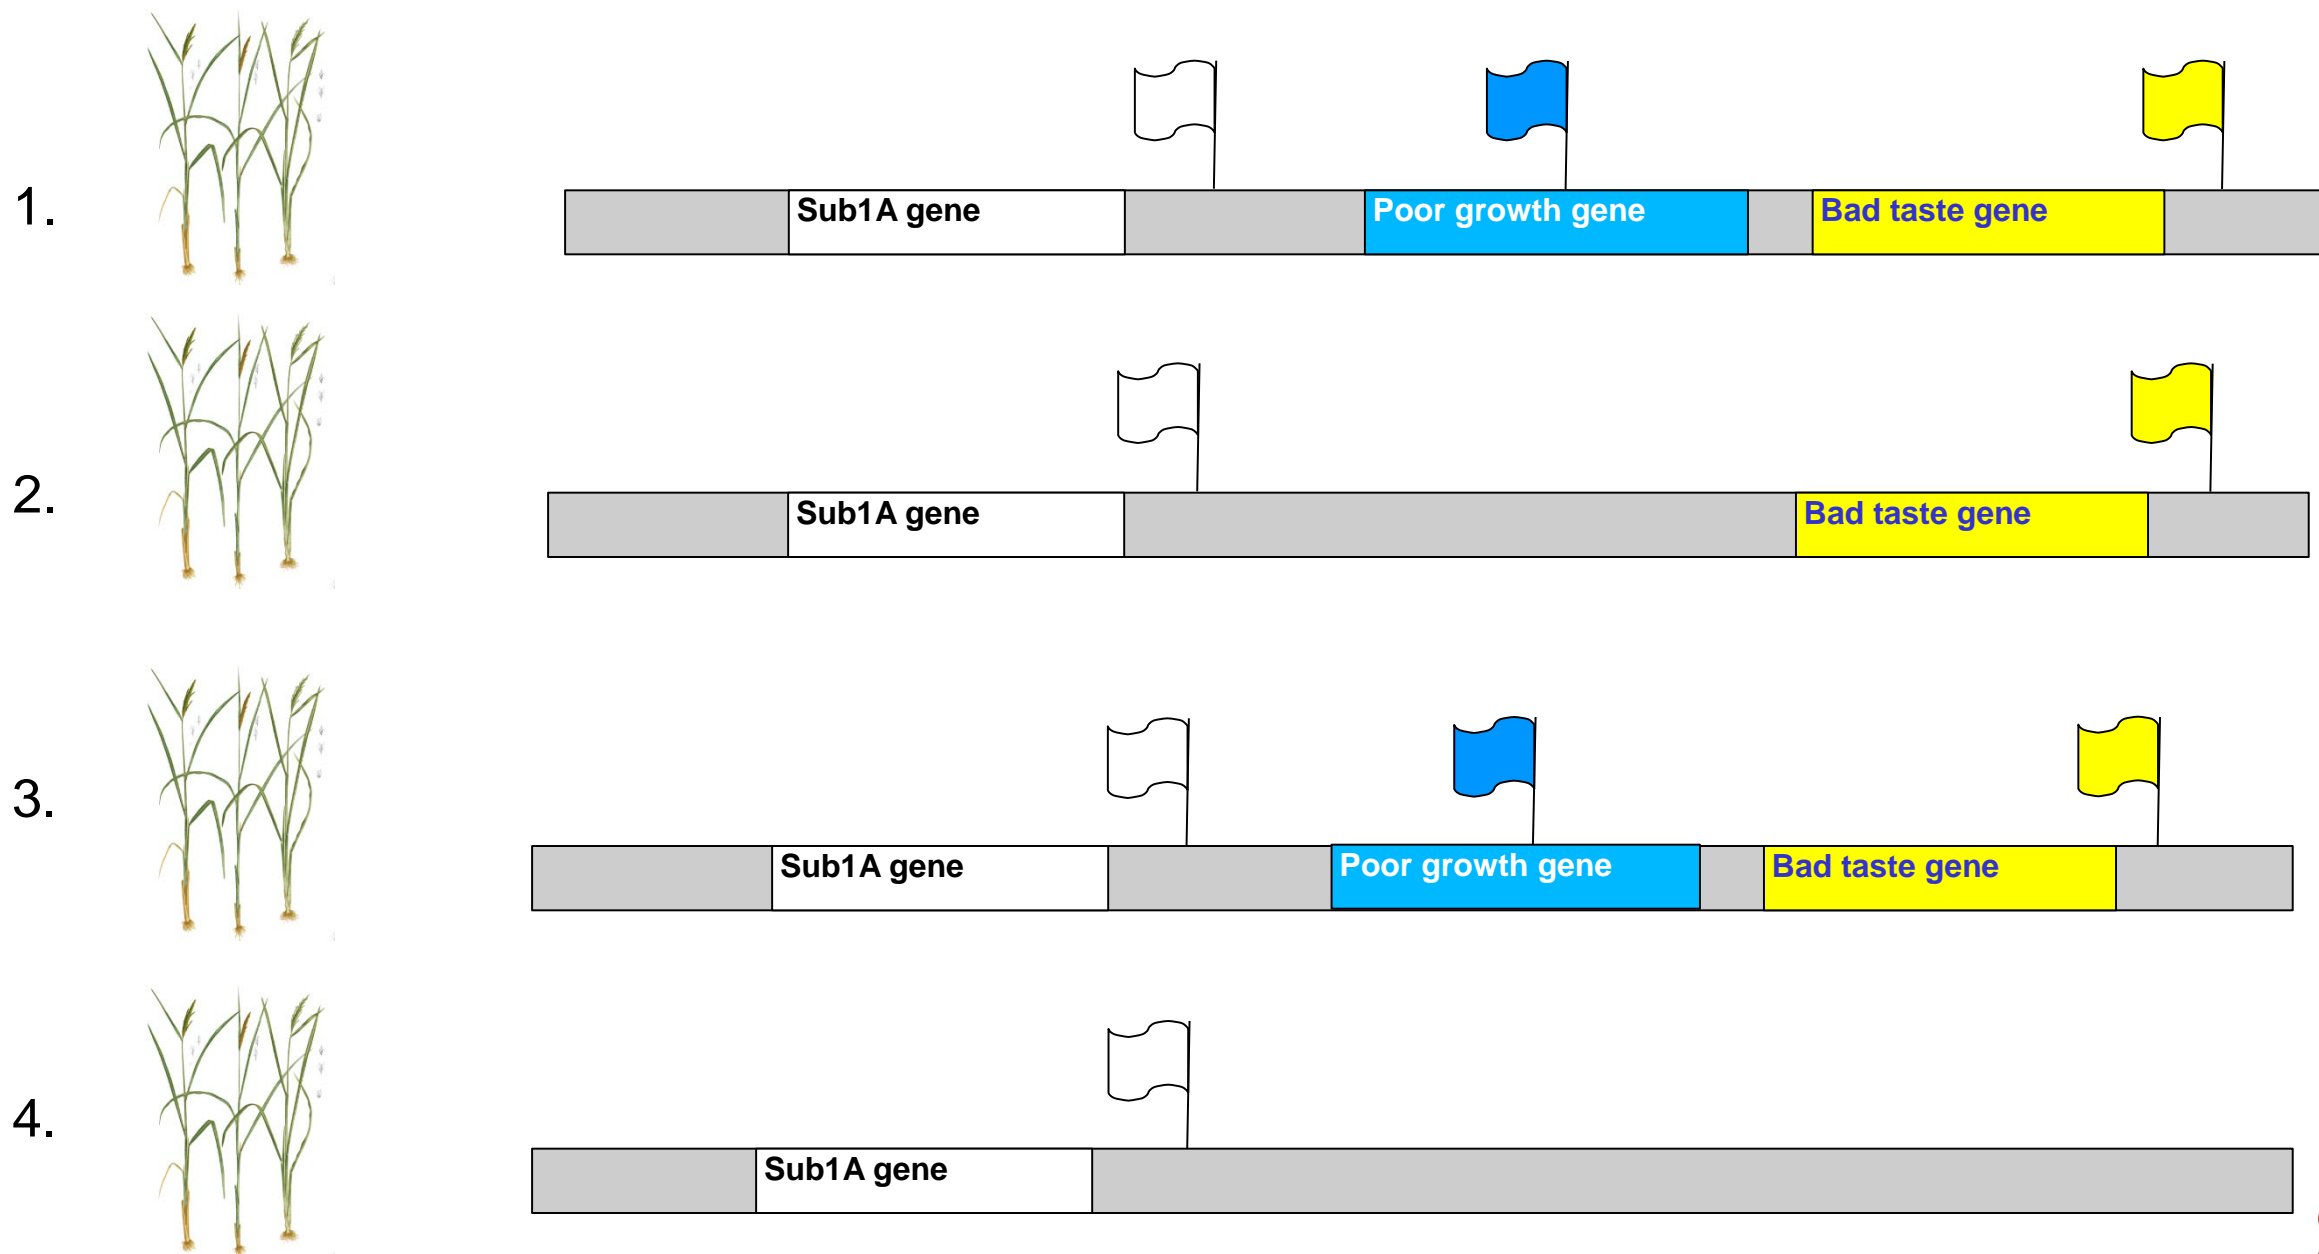 1.
Sub1A gene
Poor growth gene
Bad taste gene
2.
Sub1A gene
Bad taste gene
3.
Sub1A gene
Poor growth gene
Bad taste gene
4.
Sub1A gene